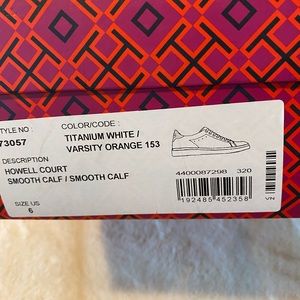 STYLE NO :
73057
COLOR/CODE :
TITANIUM WHITE /
VARSITY ORANGE 153
DESCRIPTION
HOWELL COURT
SMOOTH CALF / SMOOTH CALF
SIZE US
6
4400087298 320
8192485452358
VN